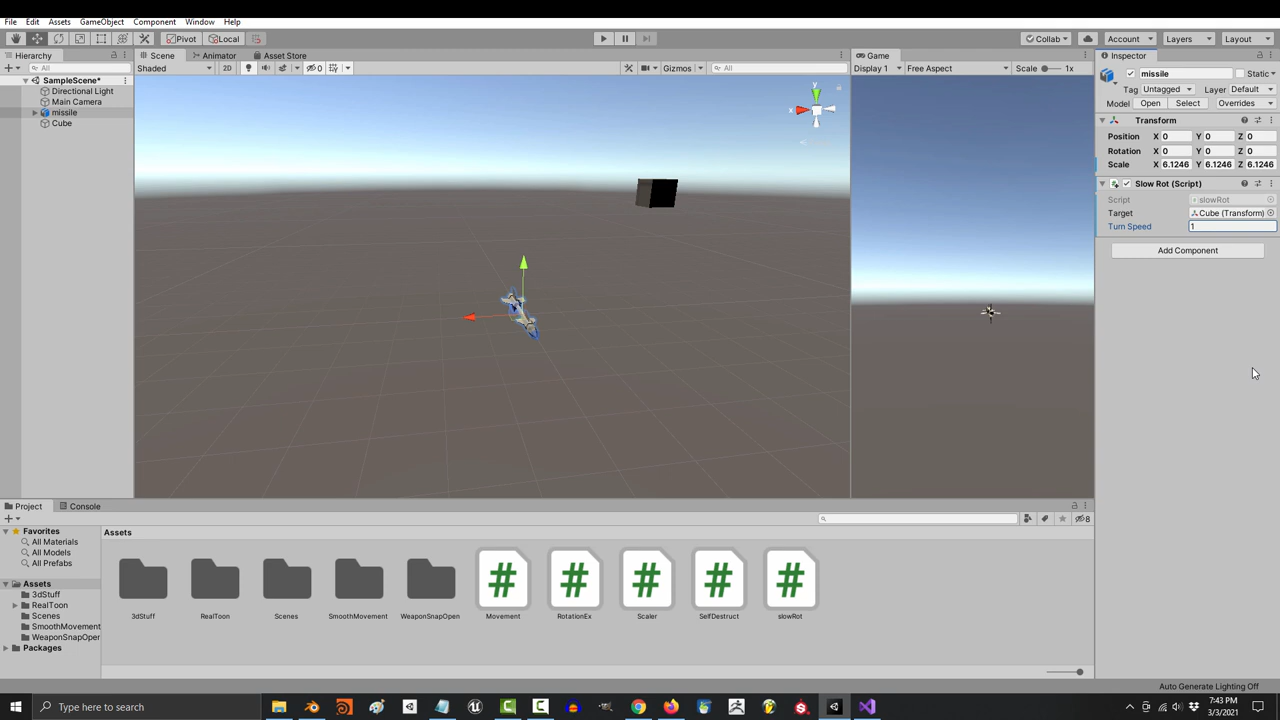 File Edit Assets GameObject Component Window Help
Pivot Local Collab Account Layers Layout
Hierarchy Scene Animator Asset Store Game Inspector
All Shaded 2D 0 Gizmos All Display 1 Free Aspect Scale 1x missile Static
SampleScene*
Directional Light
Main Camera
missile
Cube
y
x
Tag Untagged Layer Default
Model Open Select Overrides
Transform
Position X 0 Y 0 Z 0
Rotation X 0 Y 0 Z 0
Scale X 6.1246 Y 6.1246 Z 6.1246
Slow Rot (Script)
Script slowRot
Target Cube (Transform)
Turn Speed 1
Add Component
Project Console
8
Favorites
All Materials
All Models
All Prefabs
Assets
3dStuff
RealToon
Scenes
SmoothMovement
WeaponSnapOper
Packages
Assets
# # # # #
3dStuff RealToon Scenes SmoothMovement WeaponSnapOpen Movement RotationEx Scaler SelfDestruct slowRot
Auto Generate Lighting Off
Type here to search
7:43 PM
3/3/2021